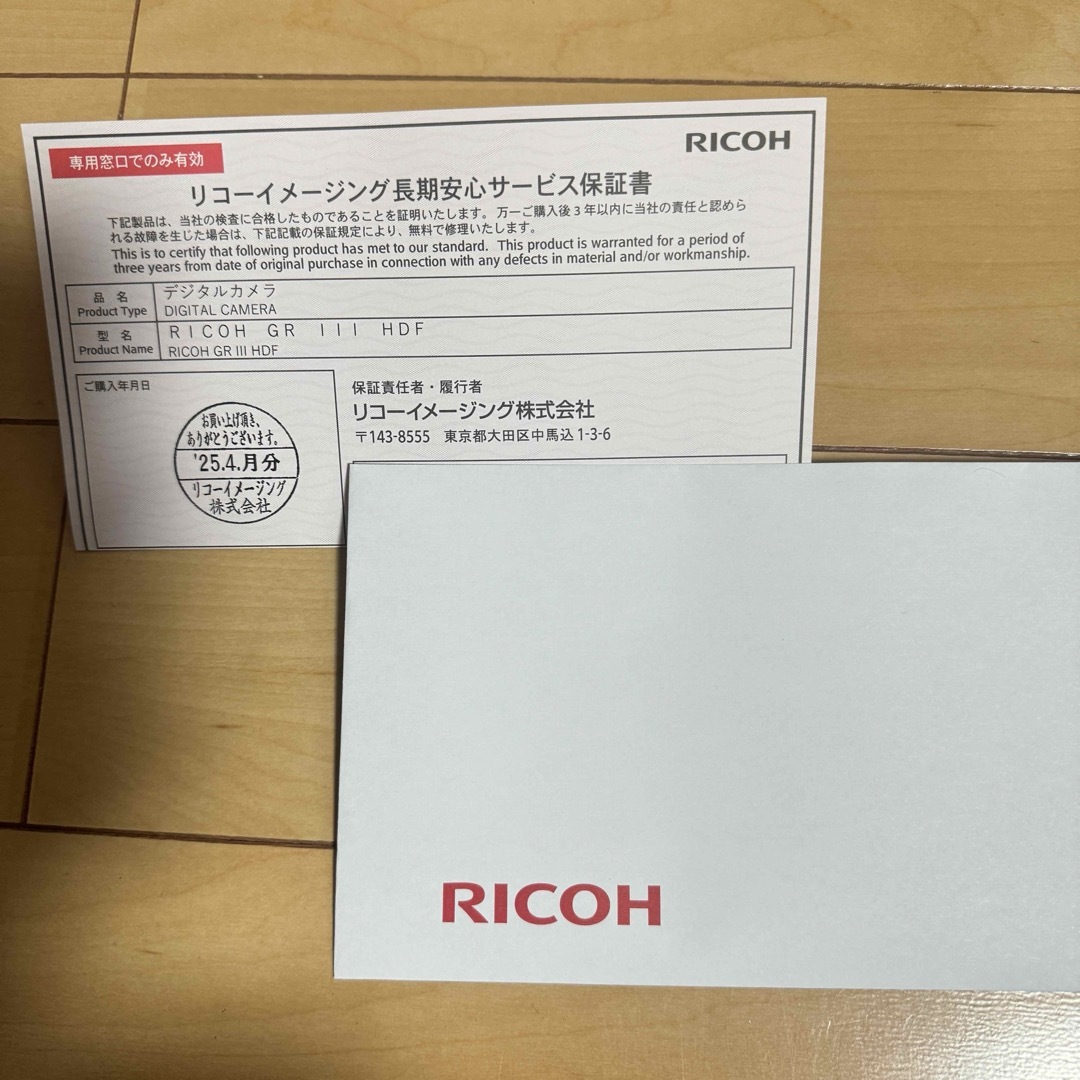 専用窓口でのみ有効
RICOH
リコーイメージング長期安心サービス保証書
下記製品は、当社の検査に合格したものであることを証明いたします。万一ご購入後3年以内に当社の責任と認めら
れる故障を生じた場合は、下記記載の保証規定により、無料で修理いたします。
This is to certify that following product has met to our standard. This product is warranted for a period of
three years from date of original purchase in connection with any defects in material and/or workmanship.
品 名 デジタルカメラ
Product Type DIGITAL CAMERA
型 名 RICOH GR III HDF
Product Name RICOH GR III HDF
ご購入年月日
お買い上げ頂き、
ありがとうございます。
'25.4.月分
リコーイメージング
株式会社
保証責任者・履行者
リコーイメージング株式会社
〒143-8555 東京都大田区中馬込1-3-6
RICOH